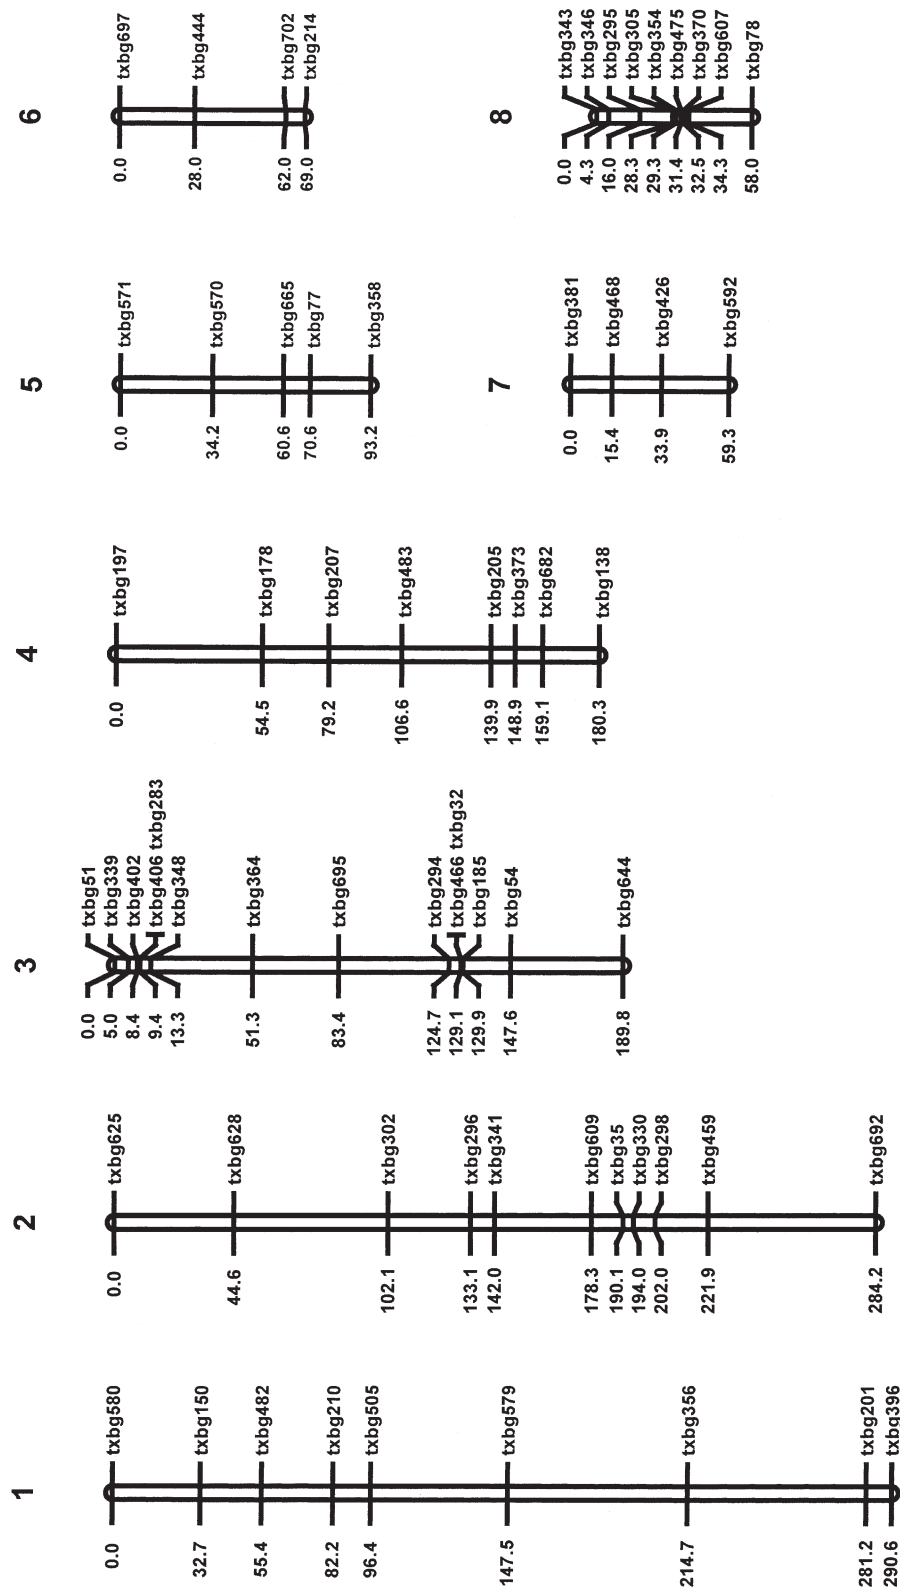 1
0.0 txbg580
32.7 txbg150
55.4 txbg482
82.2 txbg210
96.4 txbg505
147.5 txbg579
214.7 txbg356
281.2 txbg201
290.6 txbg396
2
0.0 txbg625
44.6 txbg628
102.1 txbg302
133.1 txbg296
142.0 txbg341
178.3 txbg609
190.1 txbg35
194.0 txbg330
202.0 txbg298
221.9 txbg459
284.2 txbg692
3
0.0 txbg51
5.0 txbg339
8.4 txbg402
9.4 txbg406 txbg283
13.3 txbg348
51.3 txbg364
83.4 txbg695
124.7 txbg294
129.1 txbg466 txbg32
129.9 txbg185
147.6 txbg54
189.8 txbg644
4
0.0 txbg197
54.5 txbg178
79.2 txbg207
106.6 txbg483
139.9 txbg205
148.9 txbg373
159.1 txbg682
180.3 txbg138
5
0.0 txbg571
34.2 txbg570
60.6 txbg665
70.6 txbg77
93.2 txbg358
6
0.0 txbg697
28.0 txbg444
62.0 txbg702
69.0 txbg214
7
0.0 txbg381
15.4 txbg468
33.9 txbg426
59.3 txbg592
8
0.0 txbg343
4.3 txbg346
16.0 txbg295
28.3 txbg305
29.3 txbg354
31.4 txbg475
32.5 txbg370
34.3 txbg607
58.0 txbg78